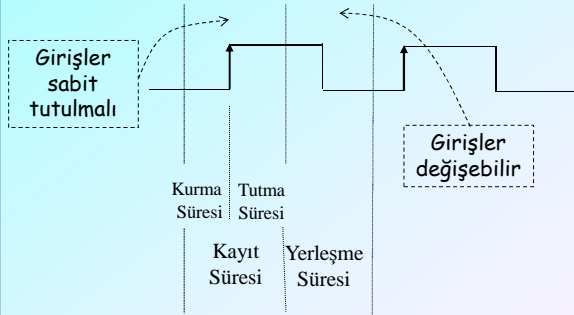 Girişler
sabit
tutulmalı
Girişler
değişebilir
Kurma
Süresi
Tutma
Süresi
Kayıt
Süresi
Yerleşme
Süresi